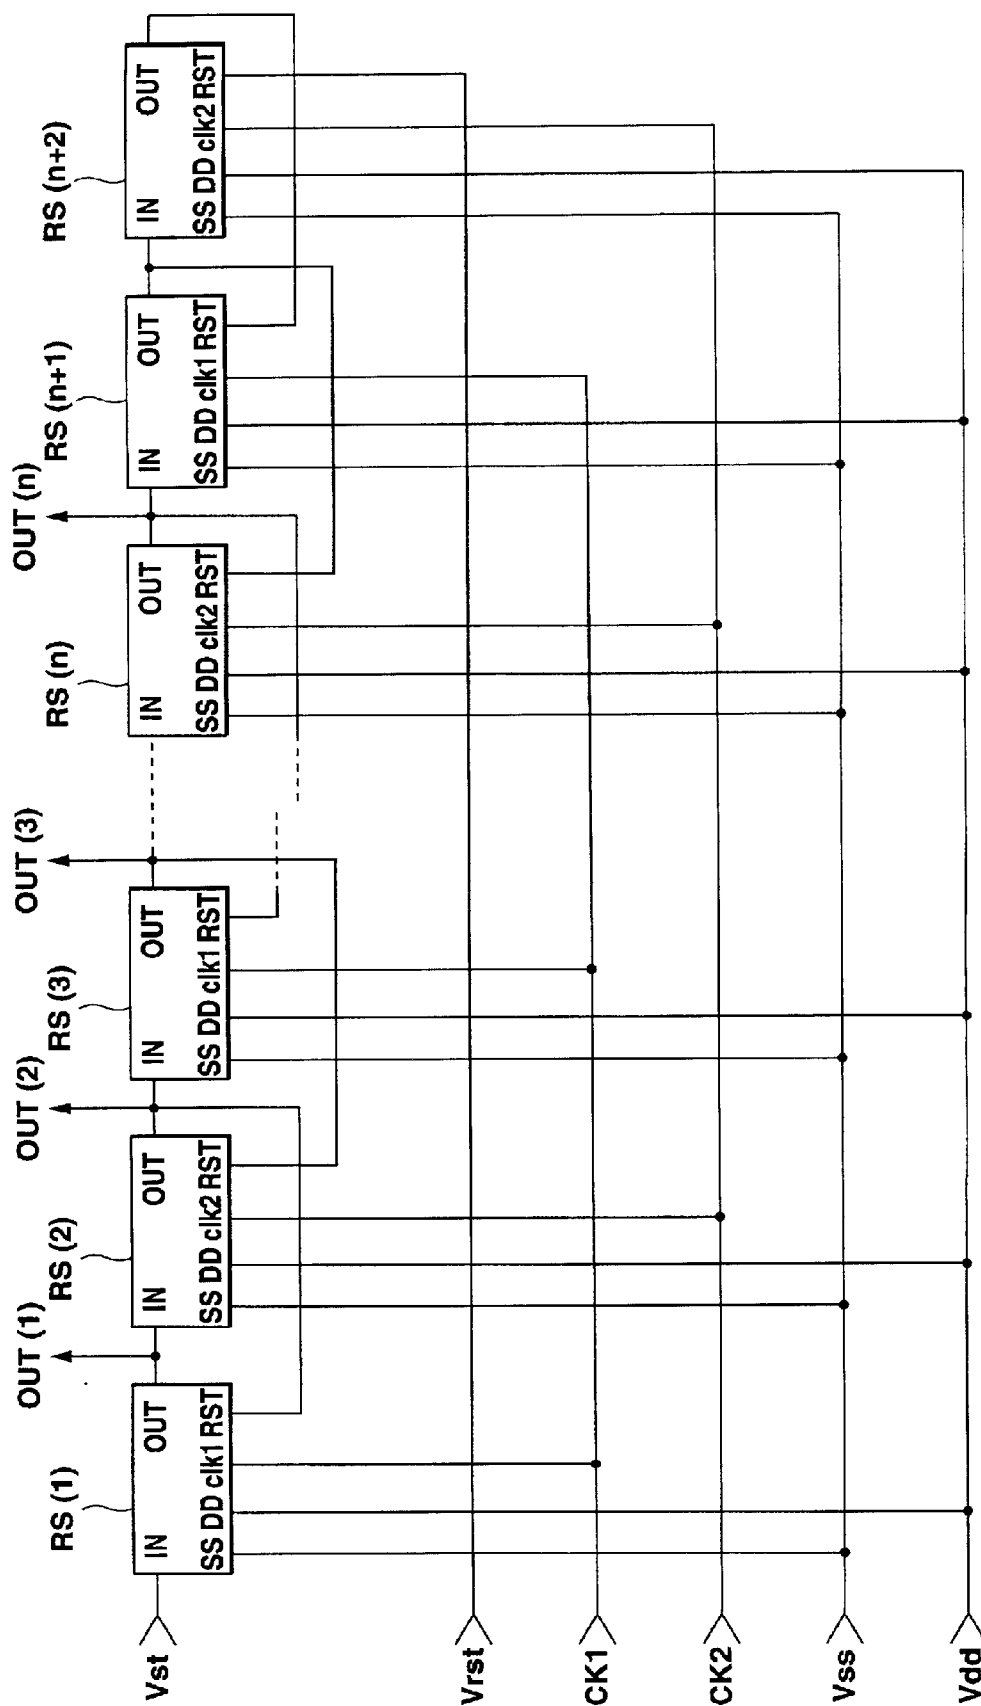 OUT (1)
OUT (2)
OUT (3)
OUT (n)
RS (1)
RS (2)
RS (3)
RS (n)
RS (n+1)
RS (n+2)
Vst
IN OUT
SS DD clk1 RST
IN OUT
SS DD clk2 RST
IN OUT
SS DD clk1 RST
IN OUT
SS DD clk2 RST
IN OUT
SS DD clk1 RST
IN OUT
SS DD clk2 RST
Vrst
CK1
CK2
Vss
Vdd